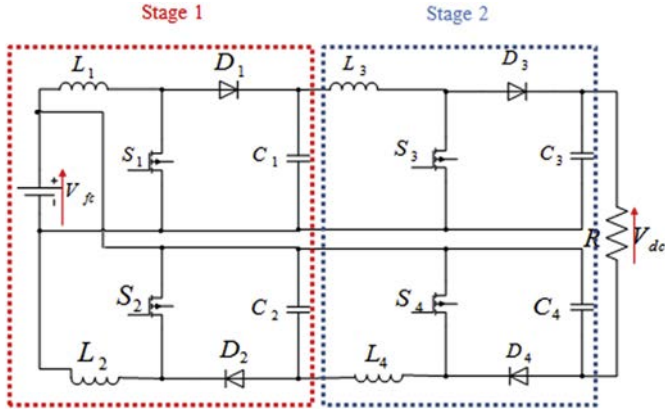 Stage 1
Stage 2
L1
D1
L3
D3
S1
C1
S3
C3
+
-
Vfc
R
Vdc
S2
C2
S4
C4
L2
D2
L4
D4